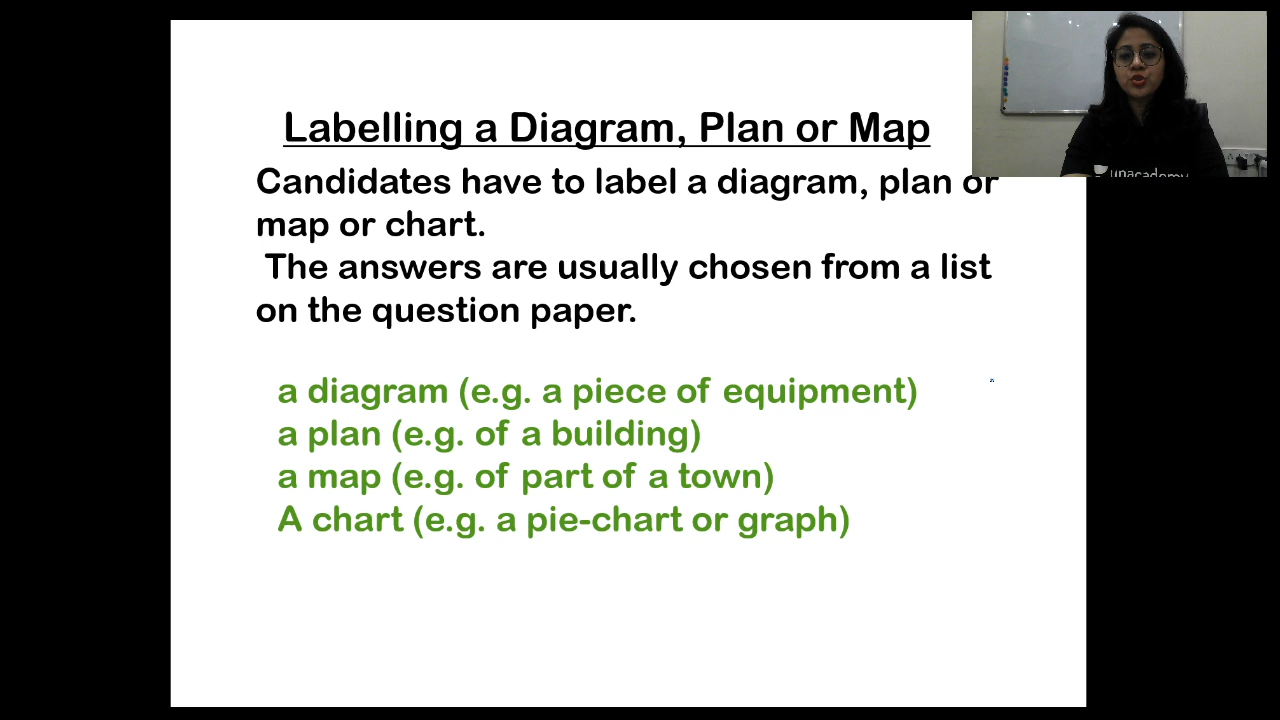 Labelling a Diagram, Plan or Map
Candidates have to label a diagram, plan or
map or chart.
The answers are usually chosen from a list
on the question paper.
a diagram (e.g. a piece of equipment)
a plan (e.g. of a building)
a map (e.g. of part of a town)
A chart (e.g. a pie-chart or graph)
unacademy